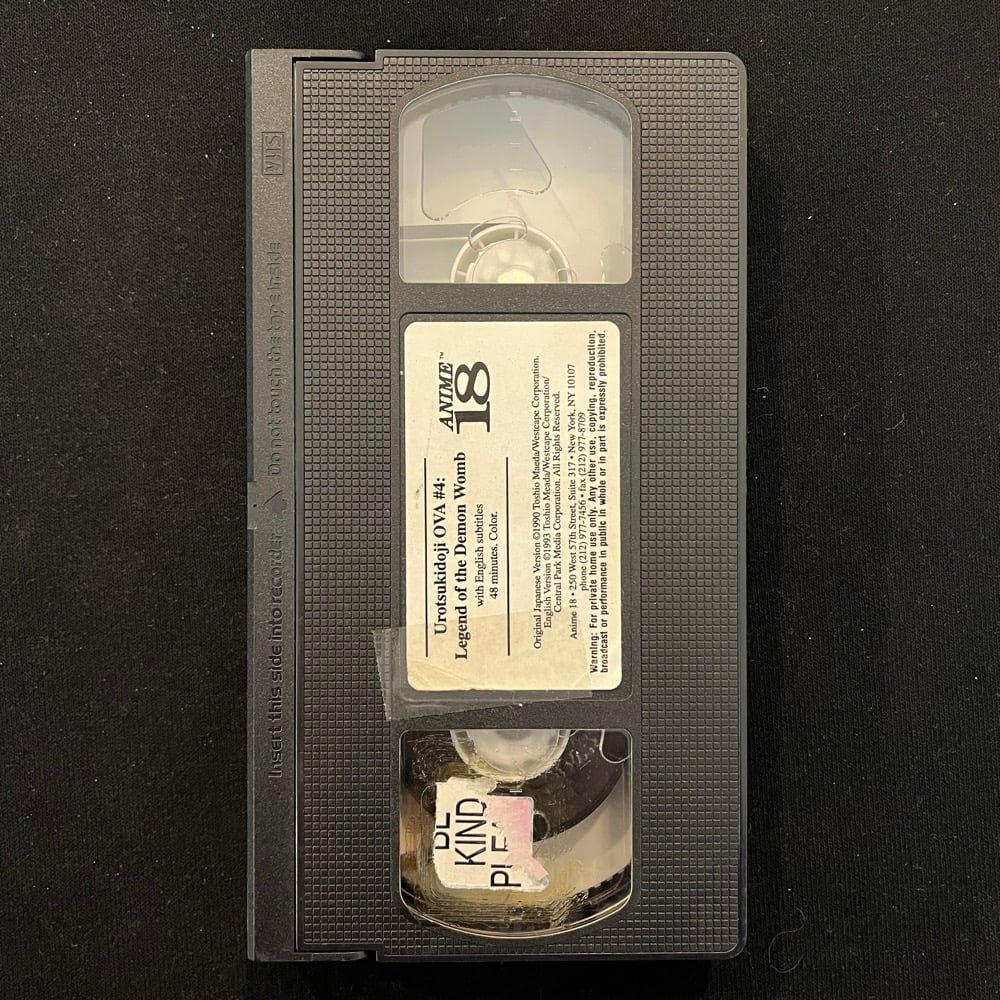 VHS
Insert this side into recorder. Do not touch the tape inside
ANIME™
18
Urotsukidoji OVA #4:
Legend of the Demon Womb
with English subtitles
48 minutes. Color.
Original Japanese Version ©1990 Toshio Maeda/Westcape Corporation.
English Version ©1993 Toshio Meada/Westcape Corporation/
Central Park Media Corporation. All Rights Reserved.
Anime 18 • 250 West 57th Street, Suite 317 • New York, NY 10107
phone (212) 977-7456 • fax (212) 977-8709
Warning: For private home use only. Any other use, copying, reproduction,
broadcast or performance in public in whole or in part is expressly prohibited.
BE
KIND